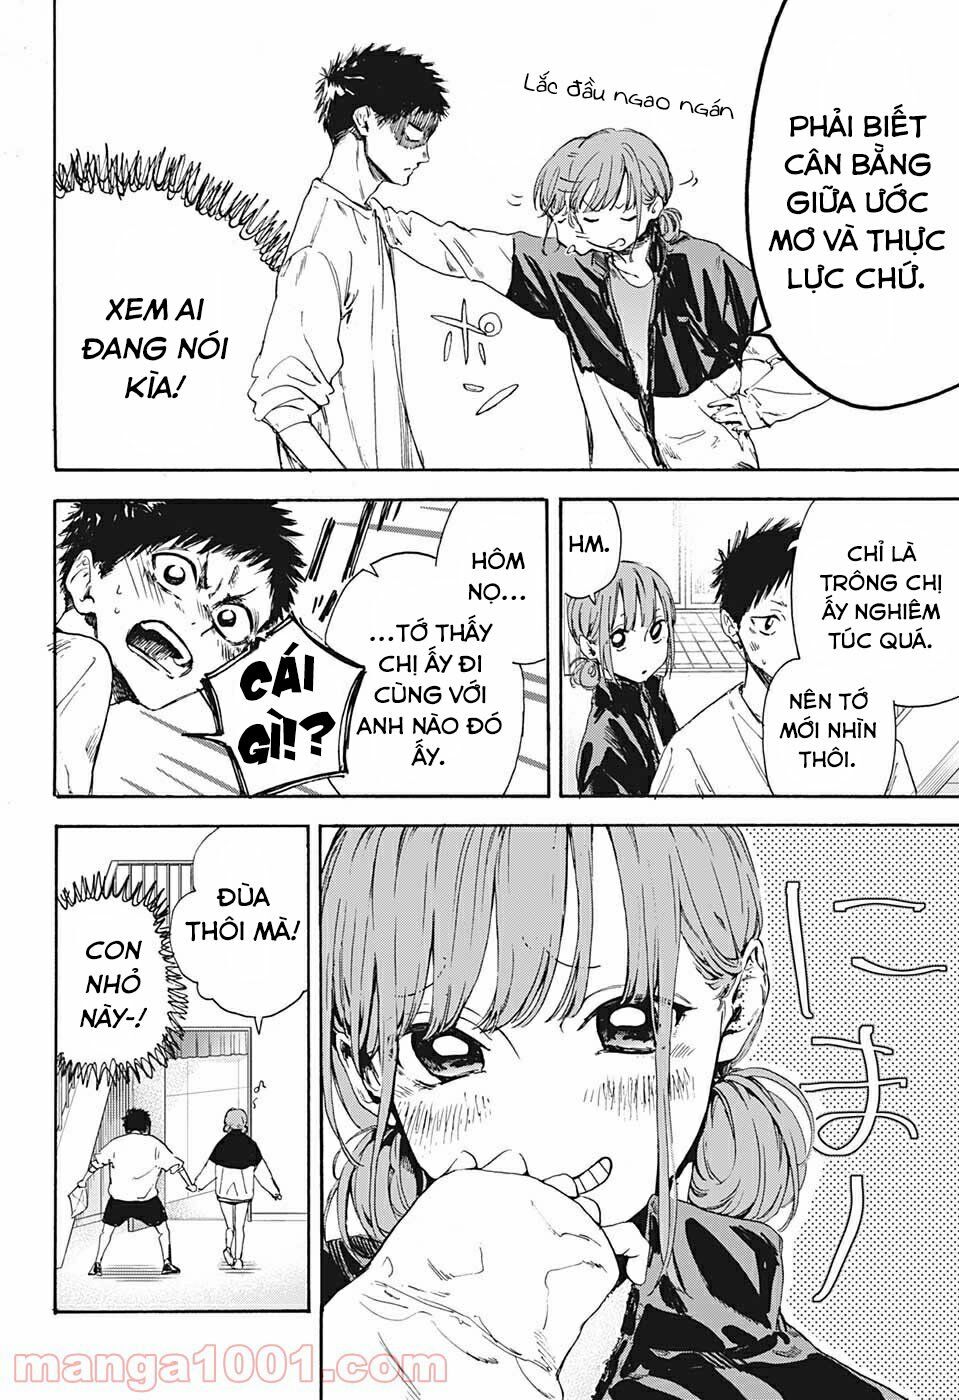 PHẢI BIẾT
CÂN BẰNG
GIỮA ƯỚC
MƠ VÀ THỰC
LỰC CHỨ.
Lắc đầu ngao ngán
ポン
XEM AI
ĐANG NÓI
KÌA!
CHỈ LÀ
TRÔNG CHỊ
ẤY NGHIÊM
TÚC QUÁ.
NÊN TỚ
MỚI NHÌN
THÔI.
HM.
HÔM
NỌ...
...TỚ THẤY
CHỊ ẤY ĐI
CÙNG VỚI
ANH NÀO ĐÓ
ẤY.
CÁI
GÌ!?
にまー
ĐÙA
THÔI MÀ!
CON
NHỎ
NÀY-!
manga1001.com